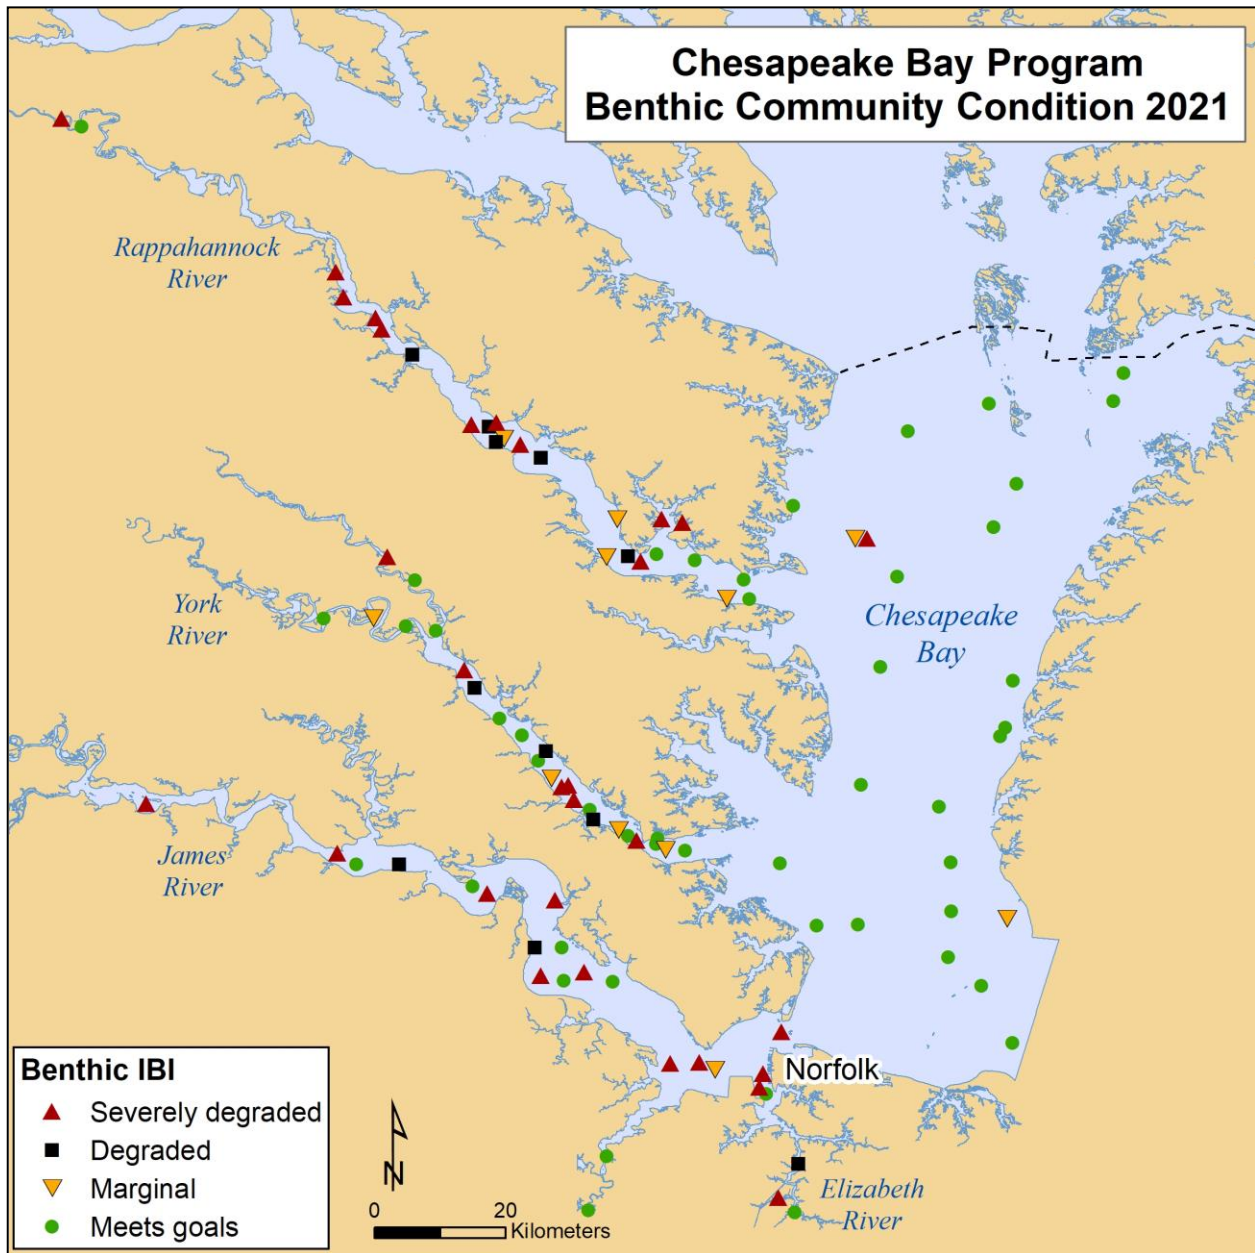 Chesapeake Bay Program
Benthic Community Condition 2021
Rappahannock
River
York
River
Chesapeake
Bay
James
River
Norfolk
Elizabeth
River
Benthic IBI
Severely degraded
Degraded
Marginal
Meets goals
N
0 20
Kilometers